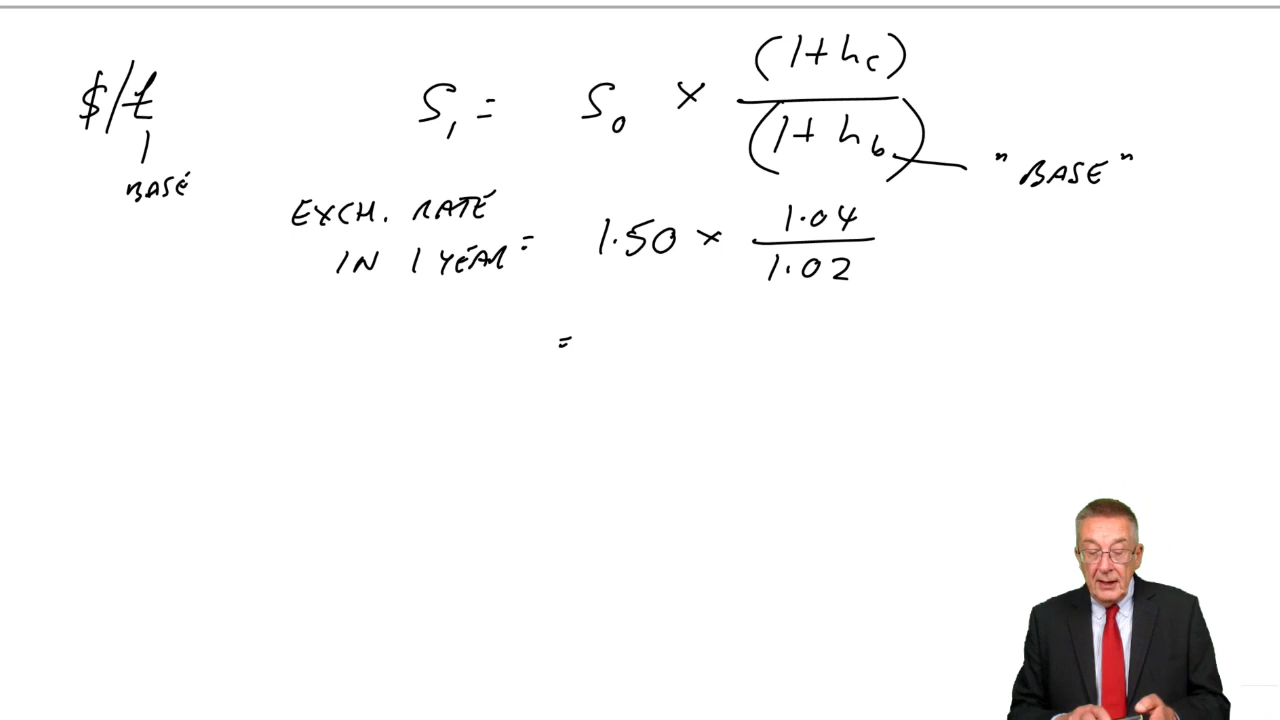 $/£
BASE
S₁ = S₀ × (1+hc)
(1+hb) "BASE"
EXCH. RATE
IN 1 YEAR = 1.50 × 1.04
1.02
=